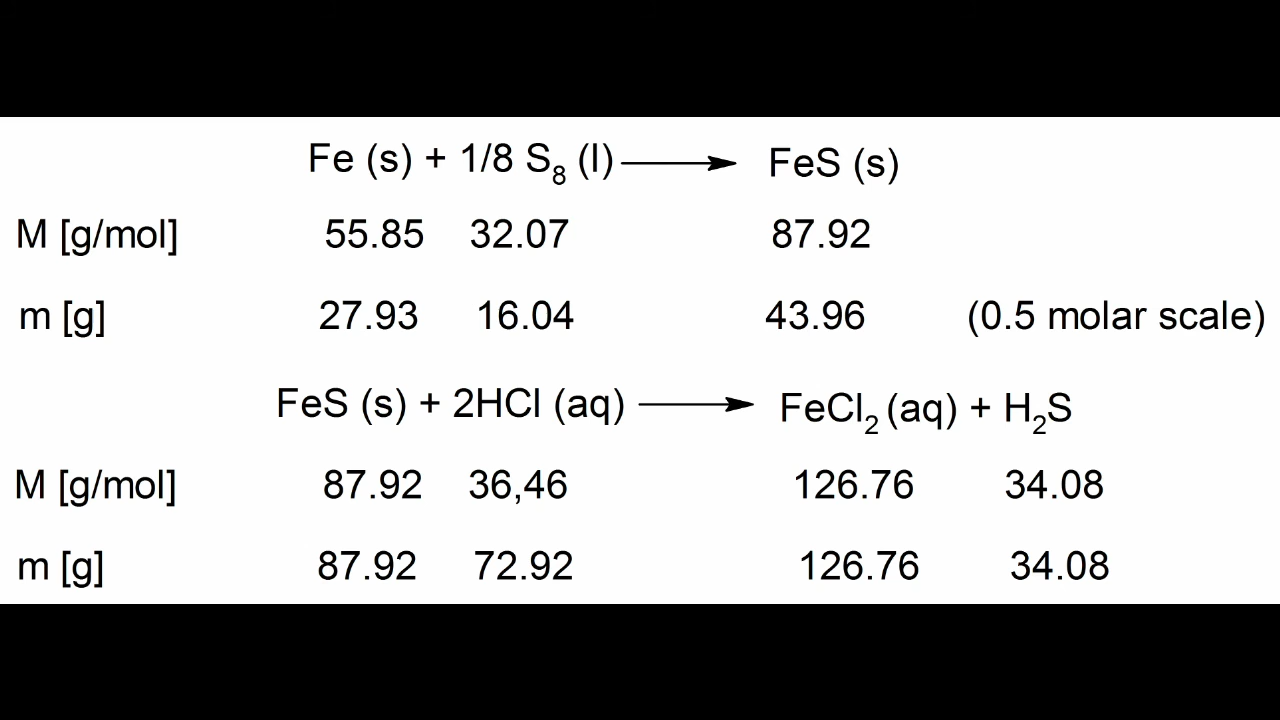 Fe (s) + 1/8 S₈ (l) ⟶ FeS (s)
M [g/mol] 55.85 32.07 87.92
m [g] 27.93 16.04 43.96 (0.5 molar scale)
FeS (s) + 2HCl (aq) ⟶ FeCl₂ (aq) + H₂S
M [g/mol] 87.92 36,46 126.76 34.08
m [g] 87.92 72.92 126.76 34.08